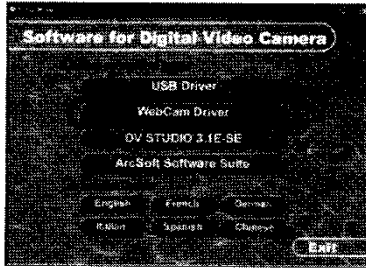 Software for Digital Video Camera
USB Driver
WebCam Driver
DV STUDIO 3.1E-SE
ArcSoft Software Suite
English French German
Italian Spanish Chinese
Exit